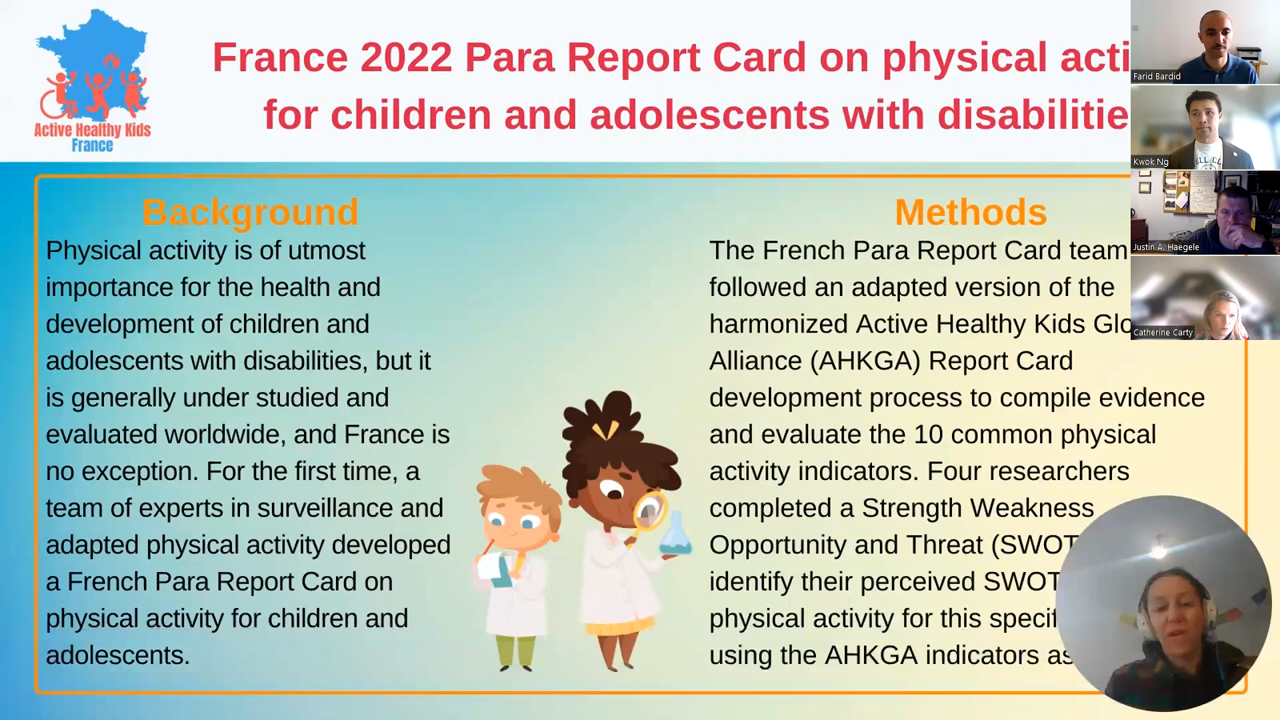 Active Healthy Kids
France
France 2022 Para Report Card on physical acti
for children and adolescents with disabilitie
Background
Physical activity is of utmost
importance for the health and
development of children and
adolescents with disabilities, but it
is generally under studied and
evaluated worldwide, and France is
no exception. For the first time, a
team of experts in surveillance and
adapted physical activity developed
a French Para Report Card on
physical activity for children and
adolescents.
Methods
The French Para Report Card team
followed an adapted version of the
harmonized Active Healthy Kids Glo
Alliance (AHKGA) Report Card
development process to compile evidence
and evaluate the 10 common physical
activity indicators. Four researchers
completed a Strength Weakness
Opportunity and Threat (SWOT
identify their perceived SWOT
physical activity for this specif
using the AHKGA indicators as
Farid Bardid
Kwok Ng
Justin A. Haegele
Catherine Carty